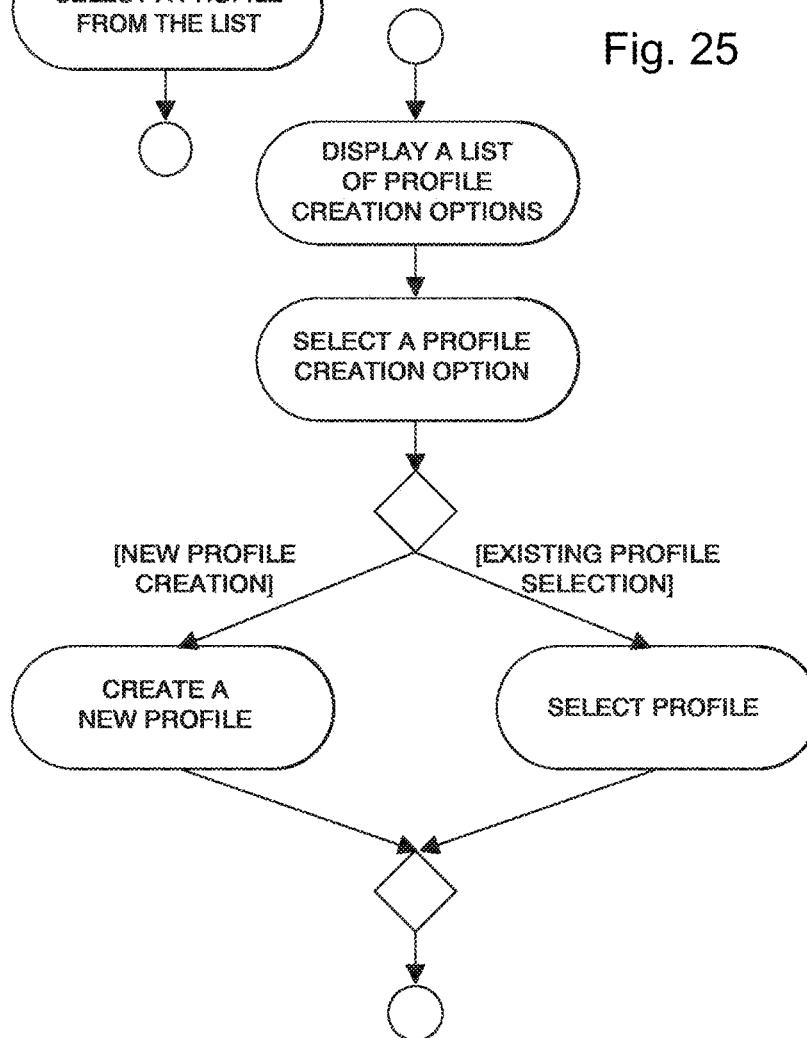 FROM THE LIST
Fig. 25
DISPLAY A LIST
OF PROFILE
CREATION OPTIONS
SELECT A PROFILE
CREATION OPTION
[NEW PROFILE
CREATION]
[EXISTING PROFILE
SELECTION]
CREATE A
NEW PROFILE
SELECT PROFILE